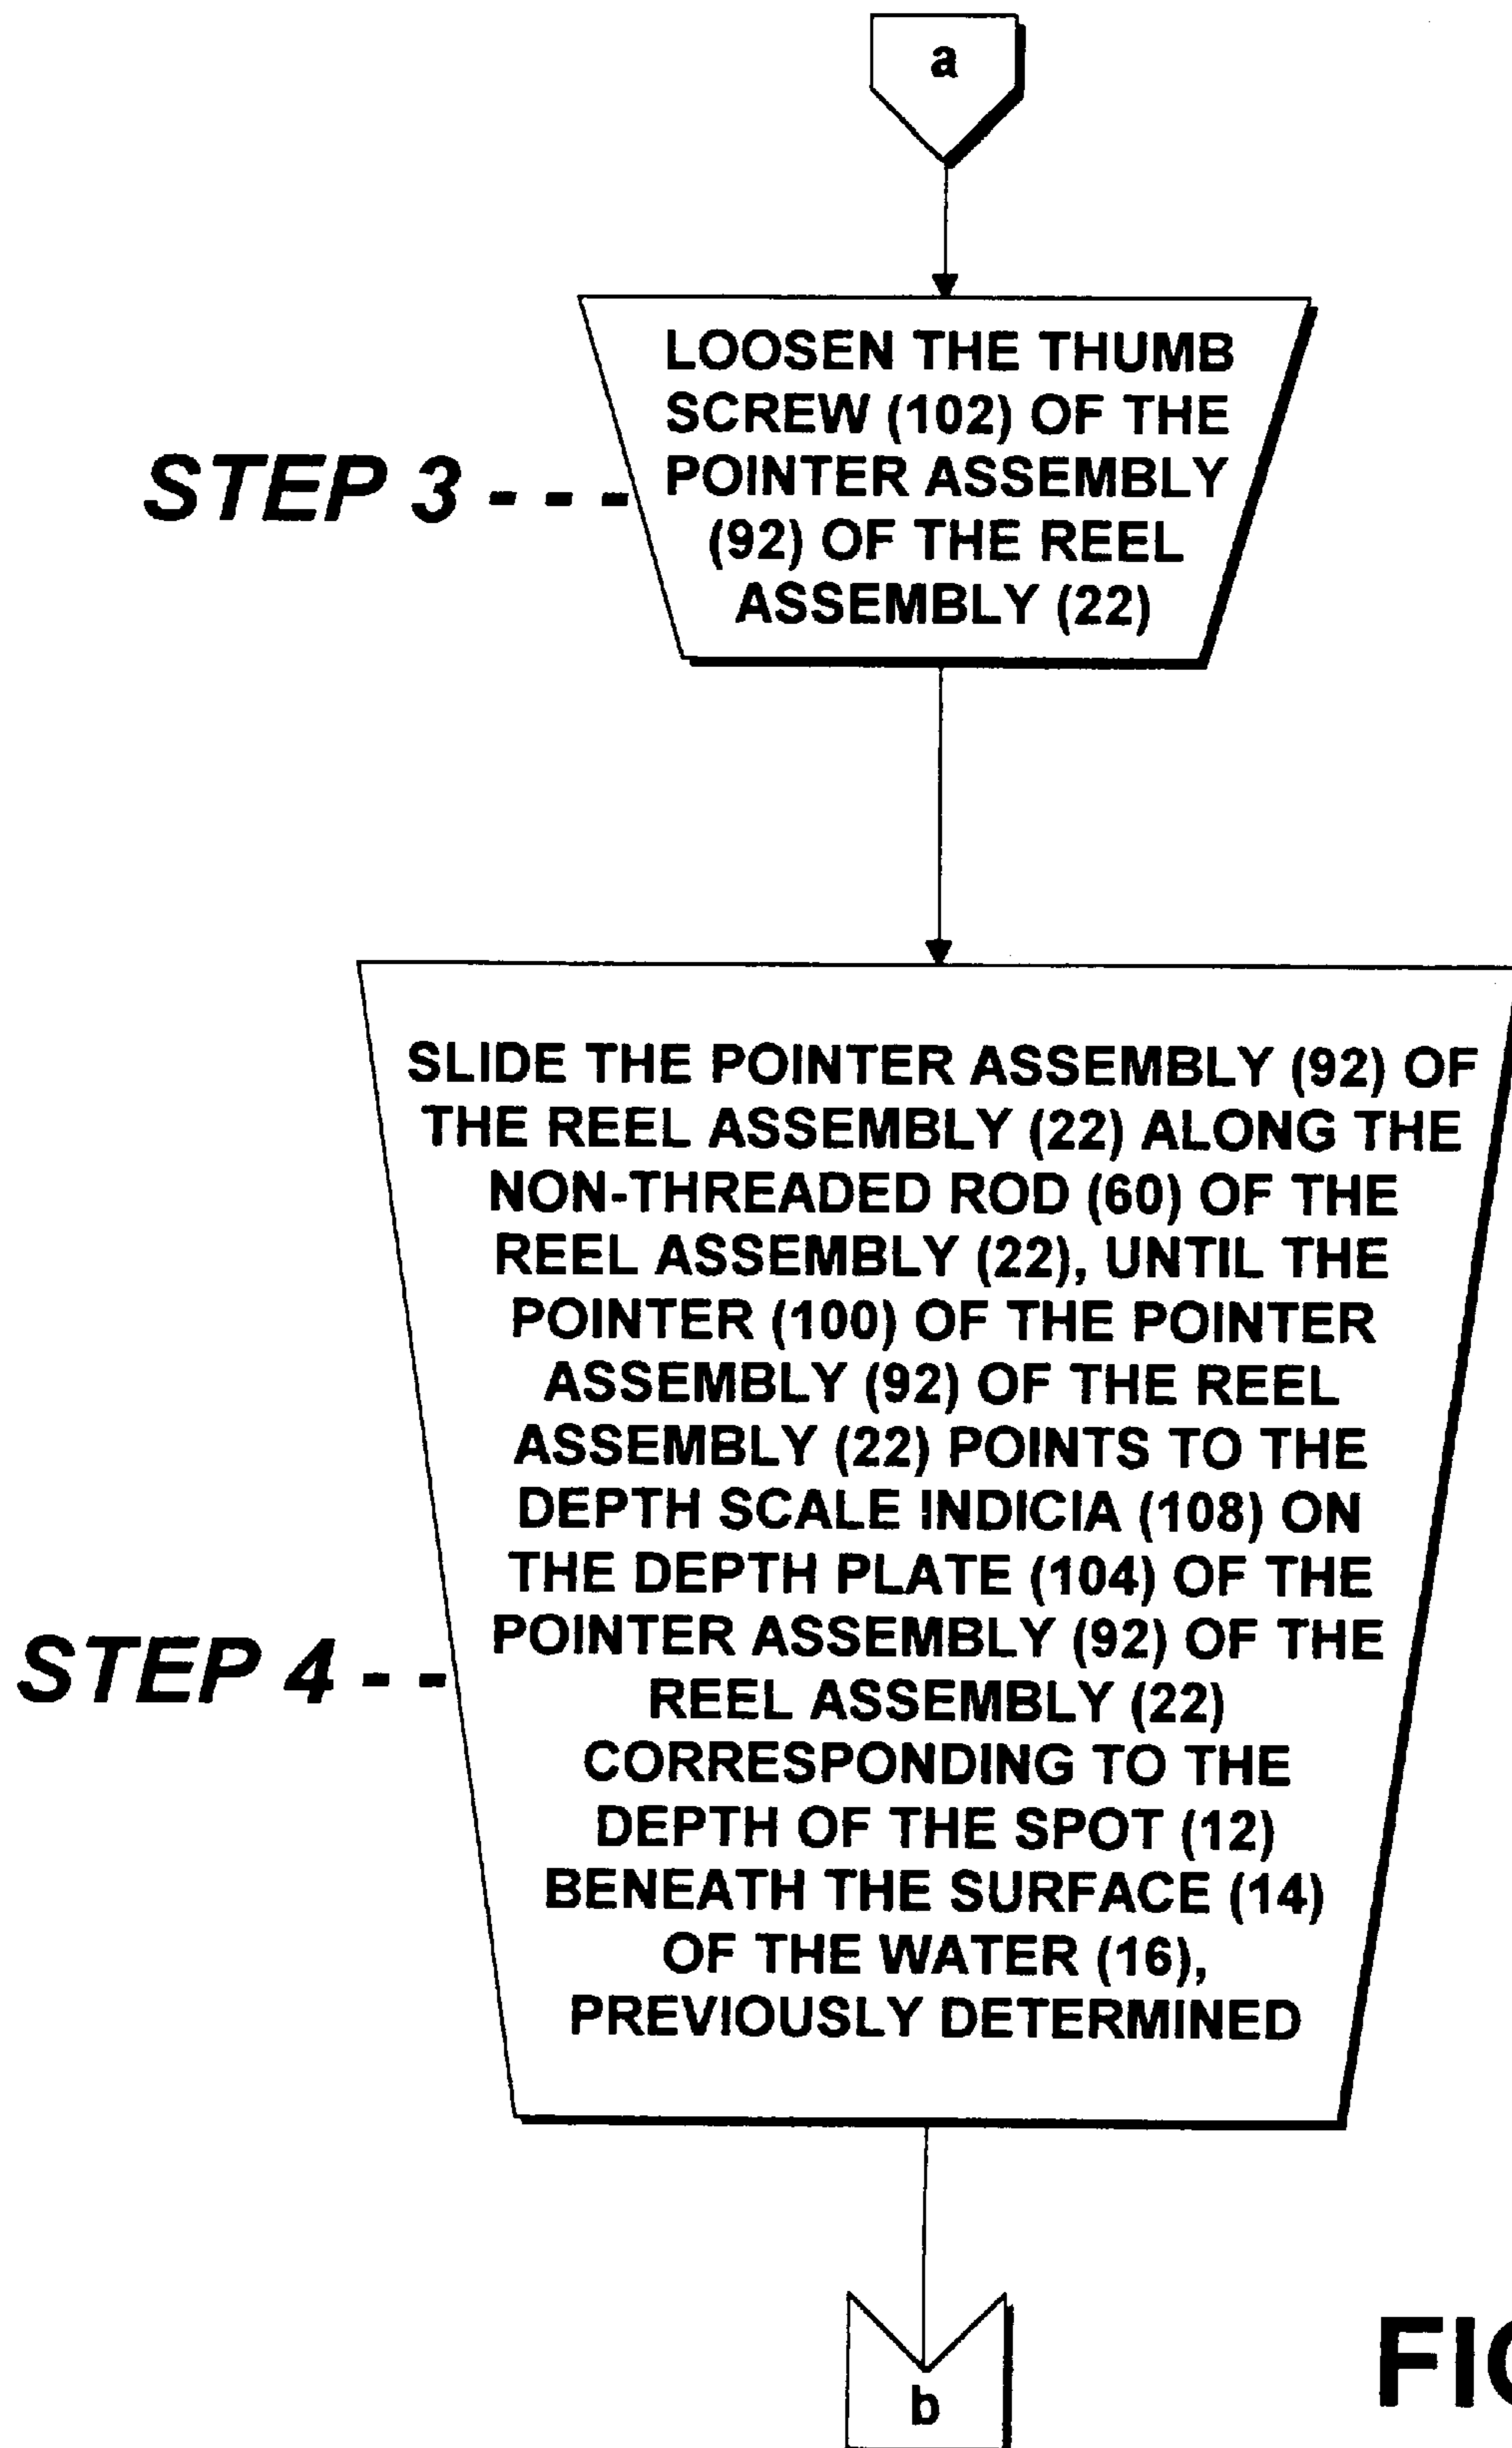 a
LOOSEN THE THUMB
SCREW (102) OF THE
POINTER ASSEMBLY
(92) OF THE REEL
ASSEMBLY (22)
STEP 3 - - -
SLIDE THE POINTER ASSEMBLY (92) OF
THE REEL ASSEMBLY (22) ALONG THE
NON-THREADED ROD (60) OF THE
REEL ASSEMBLY (22), UNTIL THE
POINTER (100) OF THE POINTER
ASSEMBLY (92) OF THE REEL
ASSEMBLY (22) POINTS TO THE
DEPTH SCALE INDICIA (108) ON
THE DEPTH PLATE (104) OF THE
POINTER ASSEMBLY (92) OF THE
REEL ASSEMBLY (22)
CORRESPONDING TO THE
DEPTH OF THE SPOT (12)
BENEATH THE SURFACE (14)
OF THE WATER (16),
PREVIOUSLY DETERMINED
STEP 4 - -
b